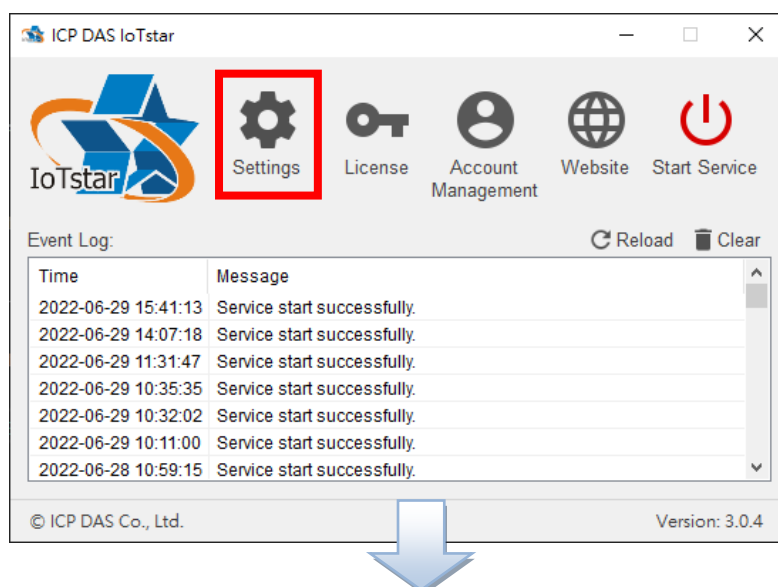 ICP DAS IoTstar
IoTstar
Settings
License
Account
Management
Website
Start Service
Event Log:
Reload
Clear
Time Message
2022-06-29 15:41:13 Service start successfully.
2022-06-29 14:07:18 Service start successfully.
2022-06-29 11:31:47 Service start successfully.
2022-06-29 10:35:35 Service start successfully.
2022-06-29 10:32:02 Service start successfully.
2022-06-29 10:11:00 Service start successfully.
2022-06-28 10:59:15 Service start successfully.
© ICP DAS Co., Ltd.
Version: 3.0.4